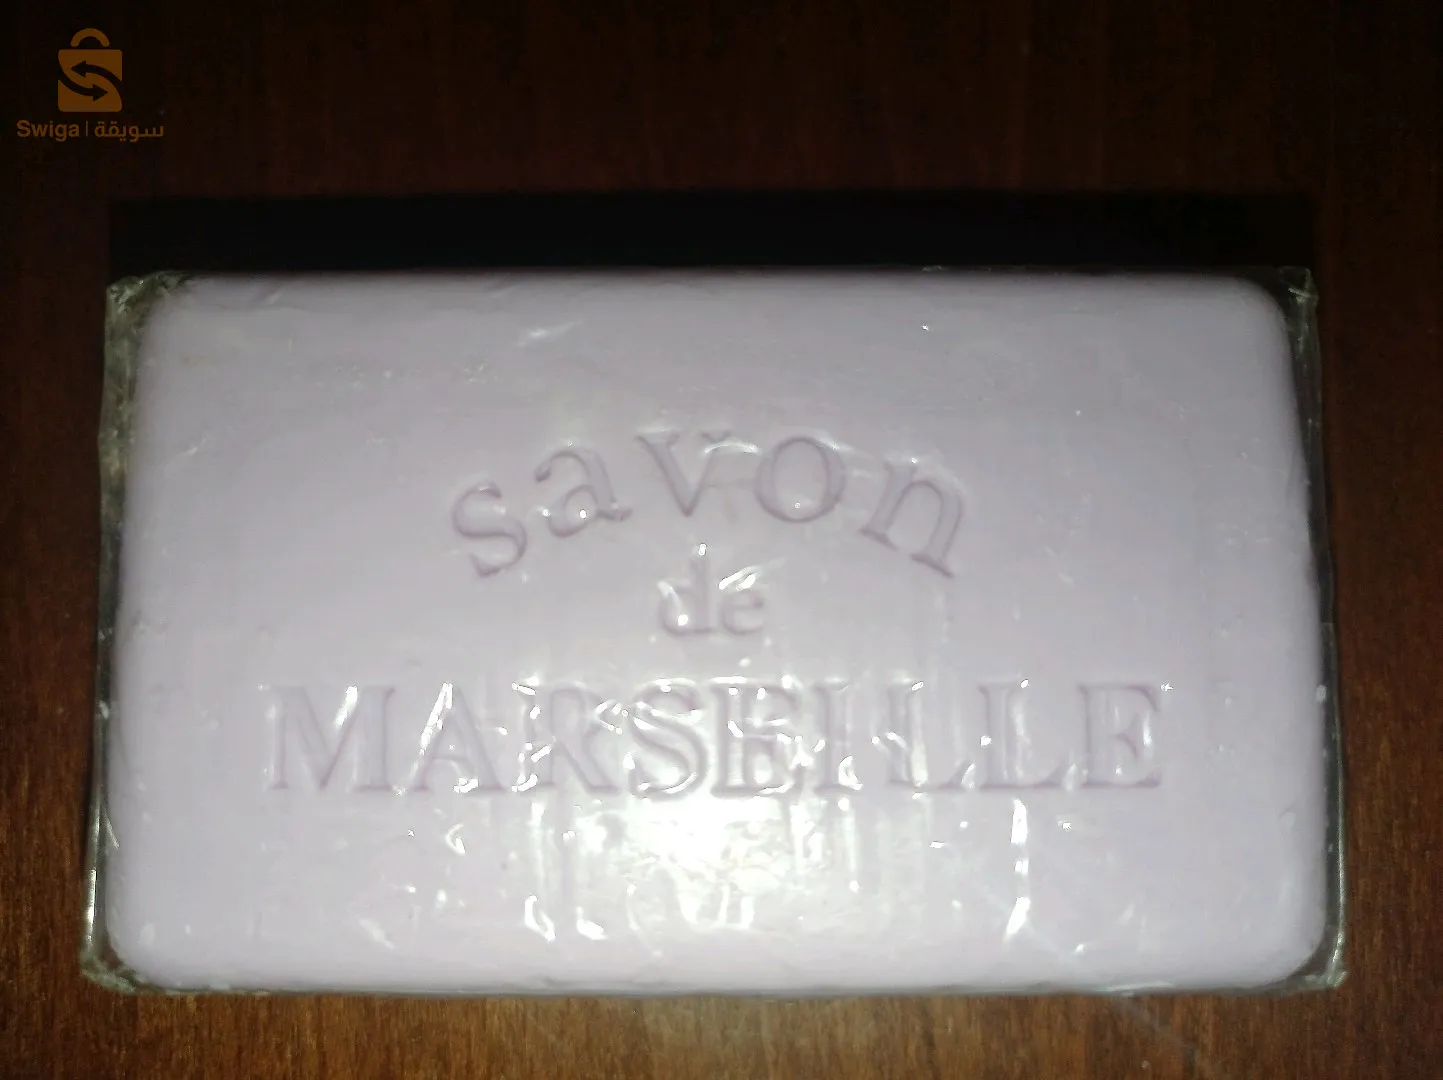 Swiga | سويقة
savon
de
MARSEILLE